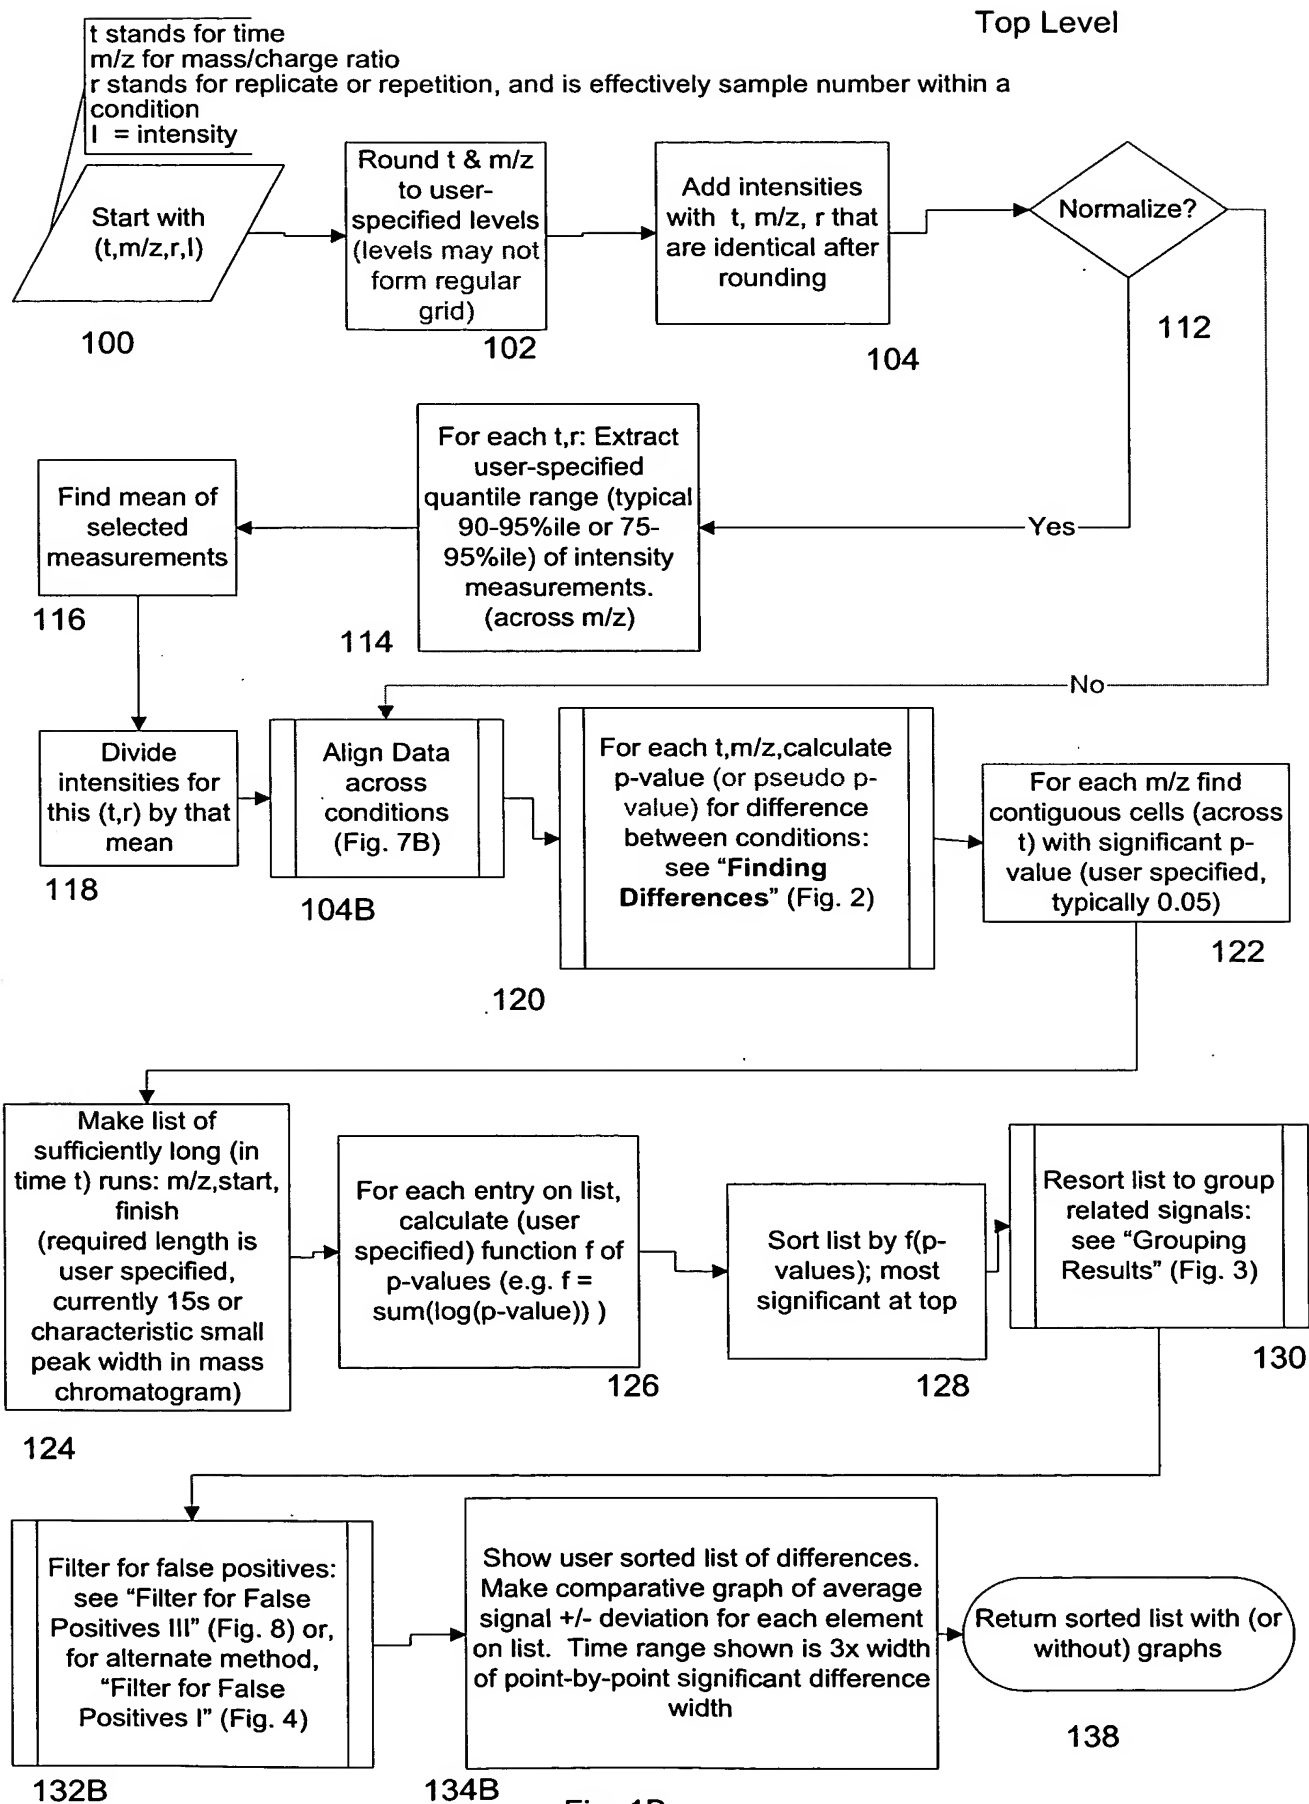 Top Level
t stands for time
m/z for mass/charge ratio
r stands for replicate or repetition, and is effectively sample number within a
condition
I = intensity
Start with
(t,m/z,r,I)
100
Round t & m/z
to user-
specified levels
(levels may not
form regular
grid)
102
Add intensities
with t, m/z, r that
are identical after
rounding
104
Normalize?
112
Yes
No
For each t,r: Extract
user-specified
quantile range (typical
90-95%ile or 75-
95%ile) of intensity
measurements.
(across m/z)
114
Find mean of
selected
measurements
116
Divide
intensities for
this (t,r) by that
mean
118
Align Data
across
conditions
(Fig. 7B)
104B
For each t,m/z,calculate
p-value (or pseudo p-
value) for difference
between conditions:
see “Finding
Differences” (Fig. 2)
120
For each m/z find
contiguous cells (across
t) with significant p-
value (user specified,
typically 0.05)
122
Make list of
sufficiently long (in
time t) runs: m/z,start,
finish
(required length is
user specified,
currently 15s or
characteristic small
peak width in mass
chromatogram)
124
For each entry on list,
calculate (user
specified) function f of
p-values (e.g. f =
sum(log(p-value)) )
126
Sort list by f(p-
values); most
significant at top
128
Resort list to group
related signals:
see “Grouping
Results” (Fig. 3)
130
Filter for false positives:
see “Filter for False
Positives III” (Fig. 8) or,
for alternate method,
“Filter for False
Positives I” (Fig. 4)
132B
Show user sorted list of differences.
Make comparative graph of average
signal +/- deviation for each element
on list. Time range shown is 3x width
of point-by-point significant difference
width
134B
Return sorted list with (or
without) graphs
138
Fig. 1B